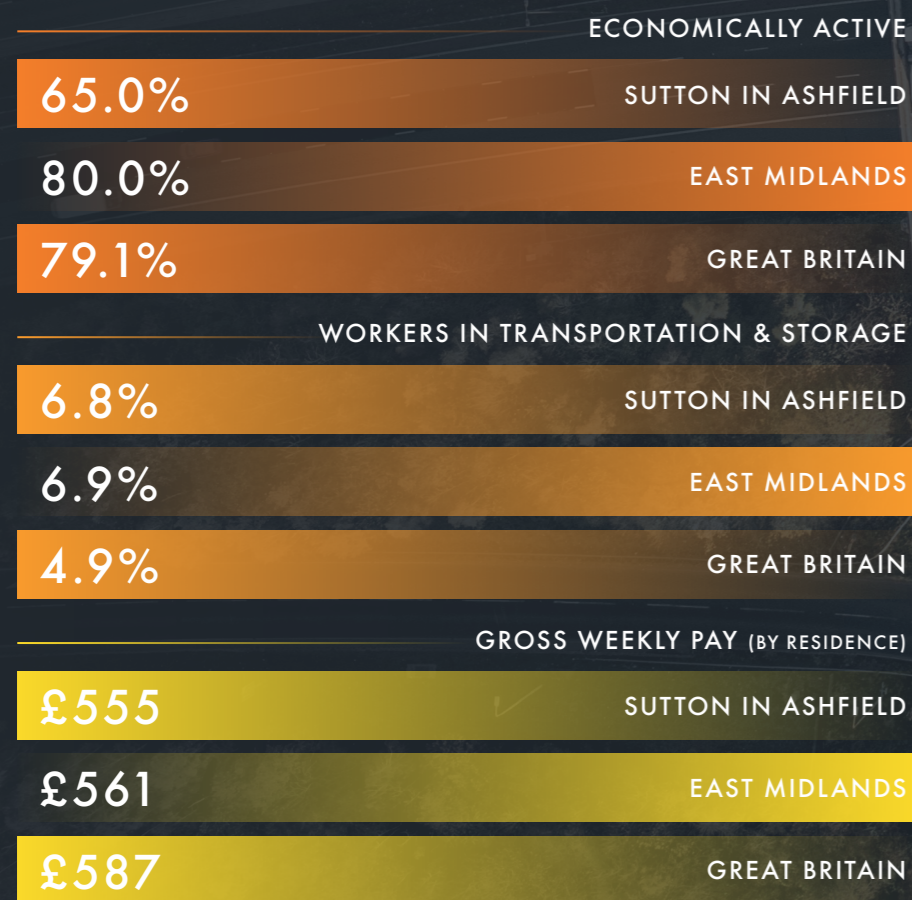 ECONOMICALLY ACTIVE
65.0% SUTTON IN ASHFIELD
80.0% EAST MIDLANDS
79.1% GREAT BRITAIN
WORKERS IN TRANSPORTATION & STORAGE
6.8% SUTTON IN ASHFIELD
6.9% EAST MIDLANDS
4.9% GREAT BRITAIN
GROSS WEEKLY PAY (BY RESIDENCE)
£555 SUTTON IN ASHFIELD
£561 EAST MIDLANDS
£587 GREAT BRITAIN